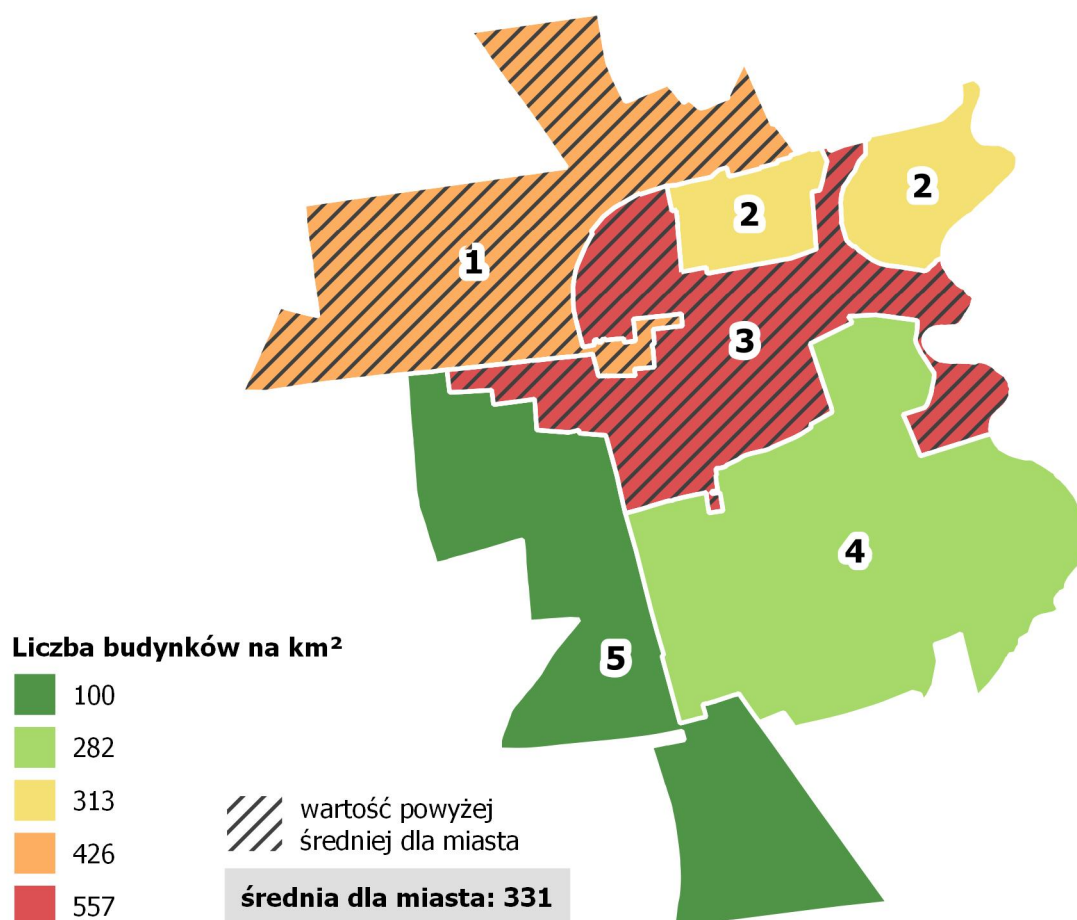 2
2
1
3
4
5
Liczba budynków na km²
100
282
313
426
557
wartość powyżej
średniej dla miasta
średnia dla miasta: 331